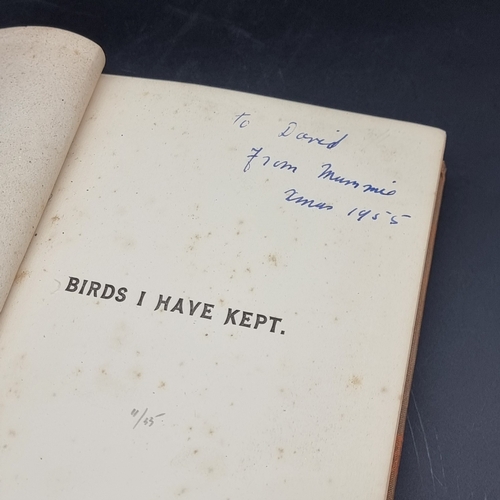 To David
From Mummie
Xmas 1955
BIRDS I HAVE KEPT.